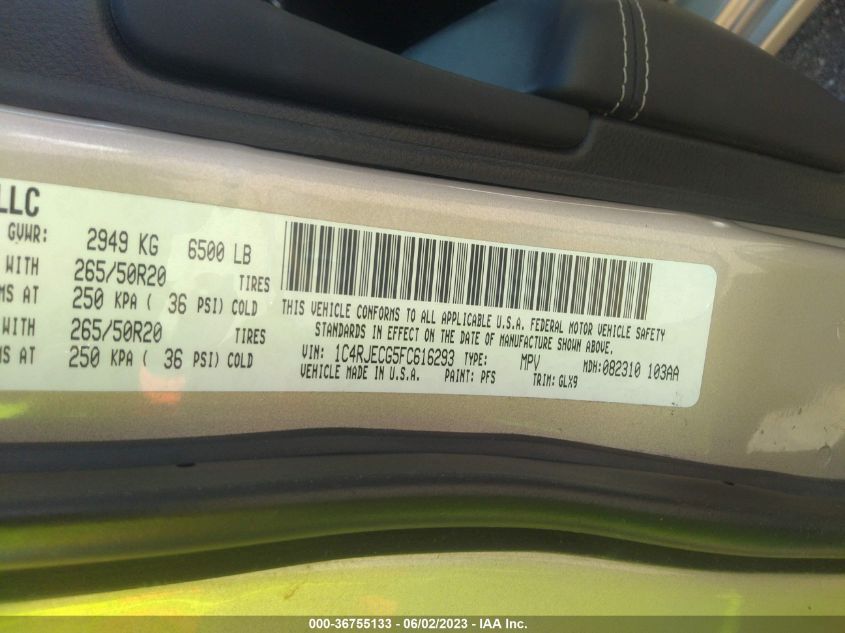 LLC
GVWR: 2949 KG 6500 LB
WITH 265/50R20 TIRES
MS AT 250 KPA ( 36 PSI) COLD
WITH 265/50R20 TIRES
MS AT 250 KPA ( 36 PSI) COLD
THIS VEHICLE CONFORMS TO ALL APPLICABLE U.S.A. FEDERAL MOTOR VEHICLE SAFETY
STANDARDS IN EFFECT ON THE DATE OF MANUFACTURE SHOWN ABOVE.
VIN: 1C4RJECG5FC616293 TYPE: MPV MDH:082310 103AA
VEHICLE MADE IN U.S.A. PAINT: PFS TRIM: GLX9
000-36755133 - 06/02/2023 - IAA Inc.